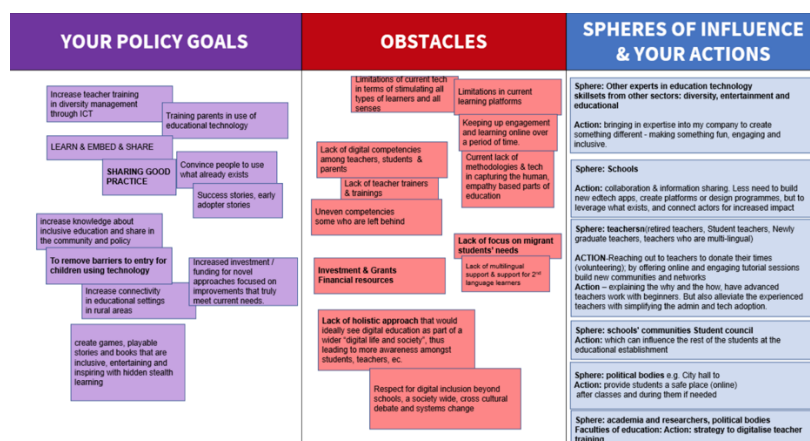 YOUR POLICY GOALS
Increase teacher training
in diversity management
through ICT
Training parents in use of
educational technology
LEARN & EMBED & SHARE
SHARING GOOD
PRACTICE
Convince people to use
what already exists
Success stories, early
adopter stories
increase knowledge about
inclusive education and share in
the community and policy
To remove barriers to entry for
children using technology
Increased investment /
funding for novel
approaches focused on
improvements that truly
meet current needs.
Increase connectivity
in educational settings
in rural areas
create games, playable
stories and books that are
inclusive, entertaining and
inspiring with hidden stealth
learning
OBSTACLES
Limitations of current tech
in terms of stimulating all
types of learners and all
senses
Limitations in current
learning platforms
Keeping up engagement
and learning online over
a period of time.
Lack of digital competencies
among teachers, students &
parents
Current lack of
methodologies & tech
in capturing the human,
empathy based parts of
education
Lack of teacher trainers
& trainings
Uneven competencies
some who are left behind
Lack of focus on migrant
students' needs
Investment & Grants
Financial resources
Lack of multilingual
support & support for 2nd
language learners
Lack of holistic approach that would
ideally see digital education as part of a
wider "digital life and society", thus
leading to more awareness amongst
students, teachers, ec.
Respect for digital inclusion beyond
schools, a society wide, cross cultural
debate and systems change
SPHERES OF INFLUENCE
& YOUR ACTIONS
Sphere: Other experts in education technology
skillsets from other sectors: diversity, entertainment and
educational
Action: bringing in expertise into my company to create
something different - making something fun, engaging and
inclusive.
Sphere: Schools
Action: collaboration & information sharing. Less need to build
new edtech apps, create platforms or design programmes, but to
leverage what exists, and connect actors for increased impact
Sphere: teachersn(retired teachers, Student teachers, Newly
graduate teachers, teachers who are multi-lingual)
ACTION-Reaching out to teachers to donate their times
(volunteering); by offering online and engaging tutorial sessions
build new communities and networks
Action – explaining the why and the how, have advanced
teachers work with beginners. But also alleviate the experienced
teachers with simplifying the admin and tech adoption.
Sphere: schools' communities Student council
Action: which can influence the rest of the students at the
educational establishment
Sphere: political bodies e.g. City hall to
Action: provide students a safe place (online)
after classes and during them if needed
Sphere: academia and researchers, political bodies
Faculties of education: Action: strategy to digitalise teacher
training